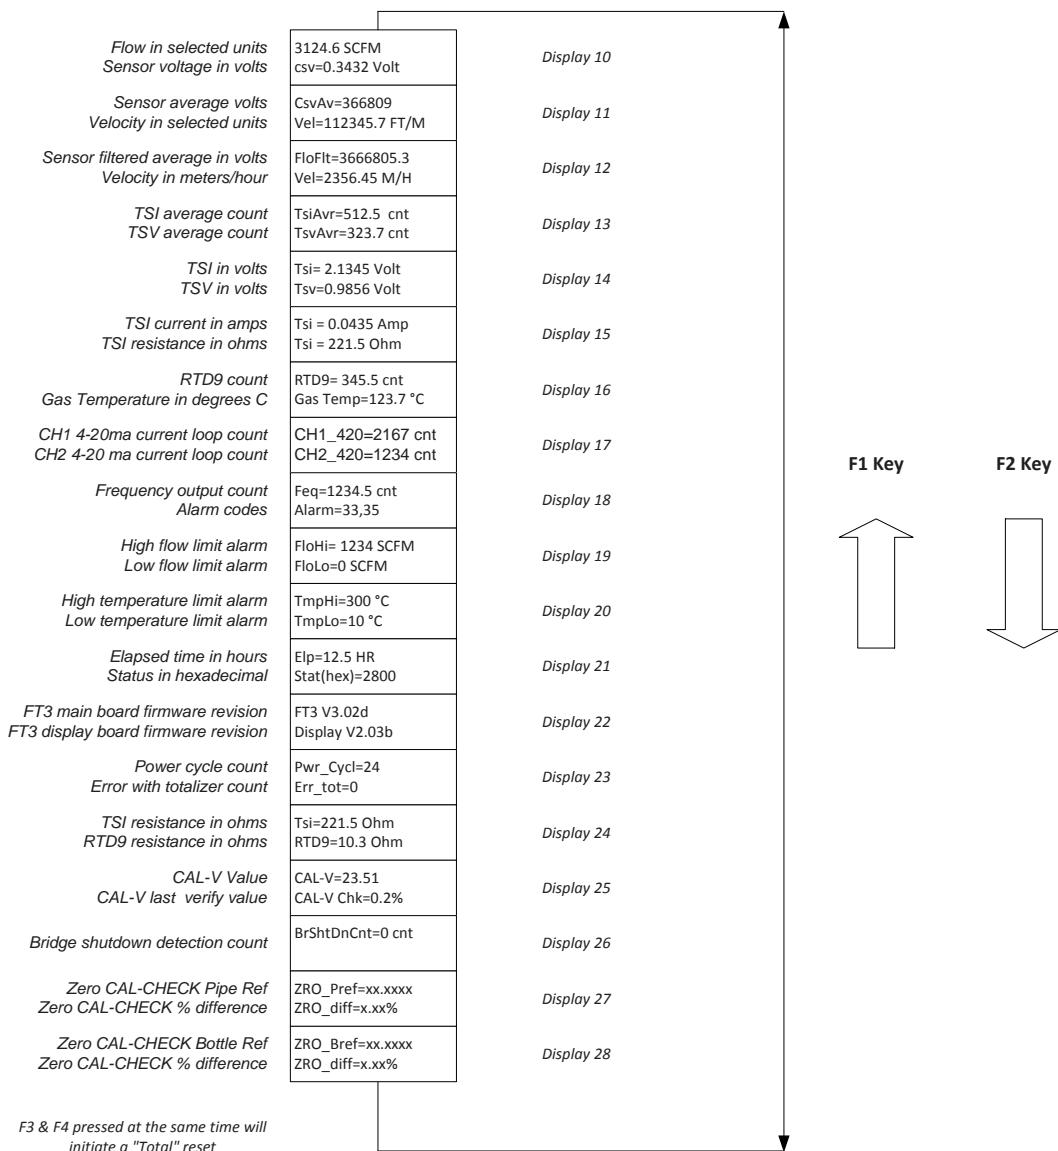 Flow in selected units
Sensor voltage in volts
3124.6 SCFM
csv=0.3432 Volt
Display 10
Sensor average volts
Velocity in selected units
CsvAv=366809
Vel=112345.7 FT/M
Display 11
Sensor filtered average in volts
Velocity in meters/hour
FloFlt=3666805.3
Vel=2356.45 M/H
Display 12
TSI average count
TSV average count
TsiAvr=512.5 cnt
TsvAvr=323.7 cnt
Display 13
TSI in volts
TSV in volts
Tsi= 2.1345 Volt
Tsv=0.9856 Volt
Display 14
TSI current in amps
TSI resistance in ohms
Tsi = 0.0435 Amp
Tsi = 221.5 Ohm
Display 15
RTD9 count
Gas Temperature in degrees C
RTD9= 345.5 cnt
Gas Temp=123.7 °C
Display 16
CH1 4-20ma current loop count
CH2 4-20 ma current loop count
CH1_420=2167 cnt
CH2_420=1234 cnt
Display 17
F1 Key
F2 Key
Frequency output count
Alarm codes
Feq=1234.5 cnt
Alarm=33,35
Display 18
High flow limit alarm
Low flow limit alarm
FloHi= 1234 SCFM
FloLo=0 SCFM
Display 19
High temperature limit alarm
Low temperature limit alarm
TmpHi=300 °C
TmpLo=10 °C
Display 20
Elapsed time in hours
Status in hexadecimal
Elp=12.5 HR
Stat(hex)=2800
Display 21
FT3 main board firmware revision
FT3 display board firmware revision
FT3 V3.02d
Display V2.03b
Display 22
Power cycle count
Error with totalizer count
Pwr_Cycl=24
Err_tot=0
Display 23
TSI resistance in ohms
RTD9 resistance in ohms
Tsi=221.5 Ohm
RTD9=10.3 Ohm
Display 24
CAL-V Value
CAL-V last verify value
CAL-V=23.51
CAL-V Chk=0.2%
Display 25
Bridge shutdown detection count
BrShtDnCnt=0 cnt
Display 26
Zero CAL-CHECK Pipe Ref
Zero CAL-CHECK % difference
ZRO_Pref=xx.xxxx
ZRO_diff=x.xx%
Display 27
Zero CAL-CHECK Bottle Ref
Zero CAL-CHECK % difference
ZRO_Bref=xx.xxxx
ZRO_diff=x.xx%
Display 28
F3 & F4 pressed at the same time will
initiate a "Total" reset